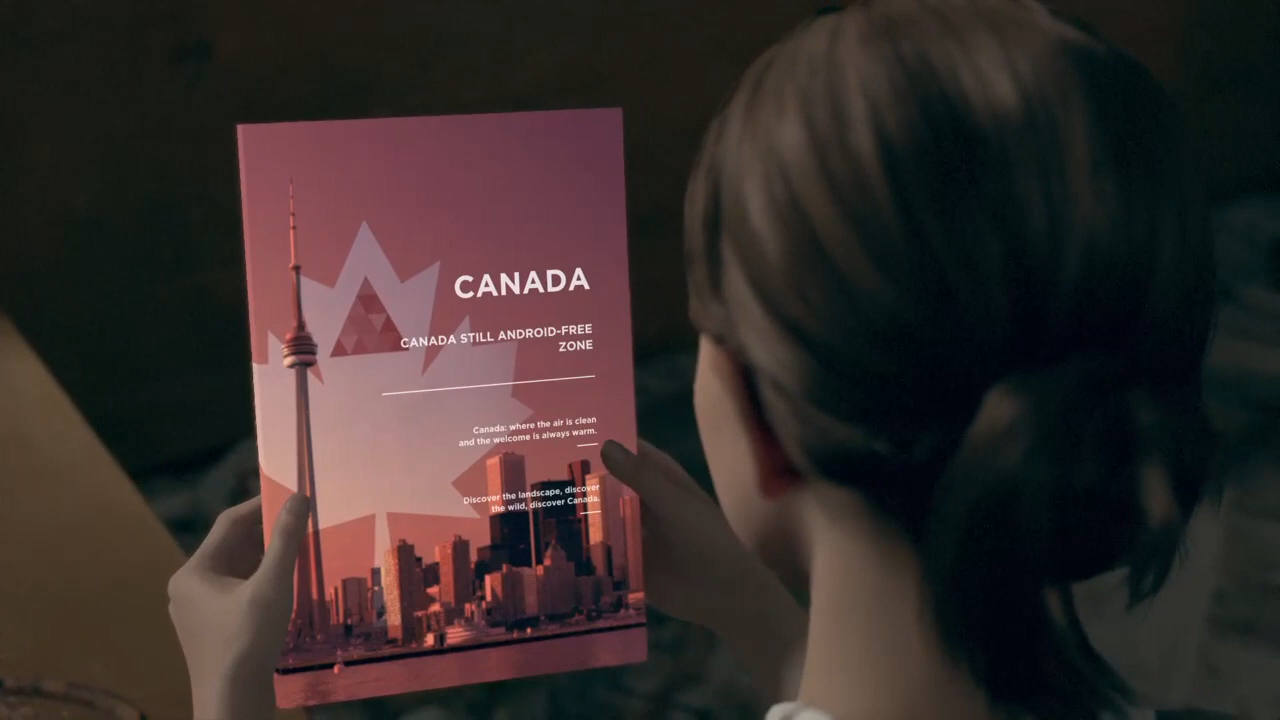 CANADA
CANADA STILL ANDROID-FREE
ZONE
Canada: where the air is clean
and the welcome is always warm.
Discover the landscape, discover
the wild, discover Canada.